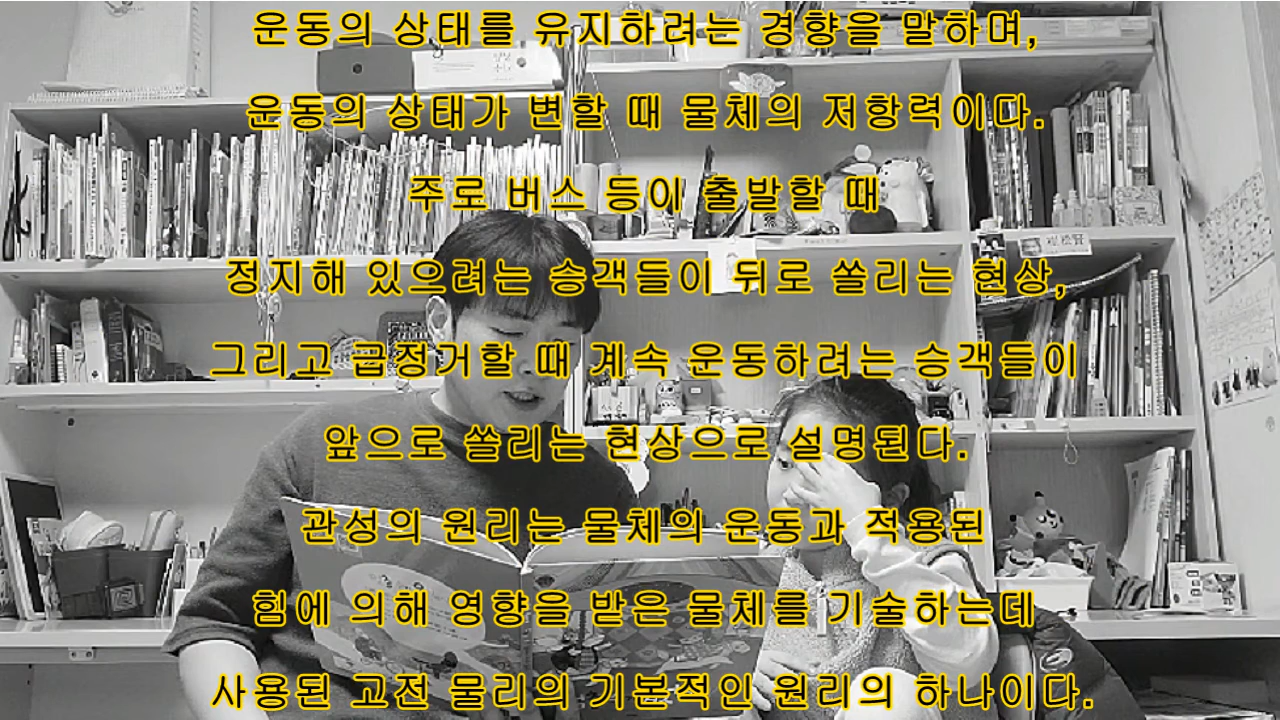 운동의 상태를 유지하려는 경향을 말하며,
운동의 상태가 변할 때 물체의 저항력이다.
주로 버스 등이 출발할 때
정지해 있으려는 승객들이 뒤로 쏠리는 현상,
그리고 급정거할 때 계속 운동하려는 승객들이
앞으로 쏠리는 현상으로 설명된다.
관성의 원리는 물체의 운동과 적용된
힘에 의해 영향을 받은 물체를 기술하는데
사용된 고전 물리의 기본적인 원리의 하나이다.